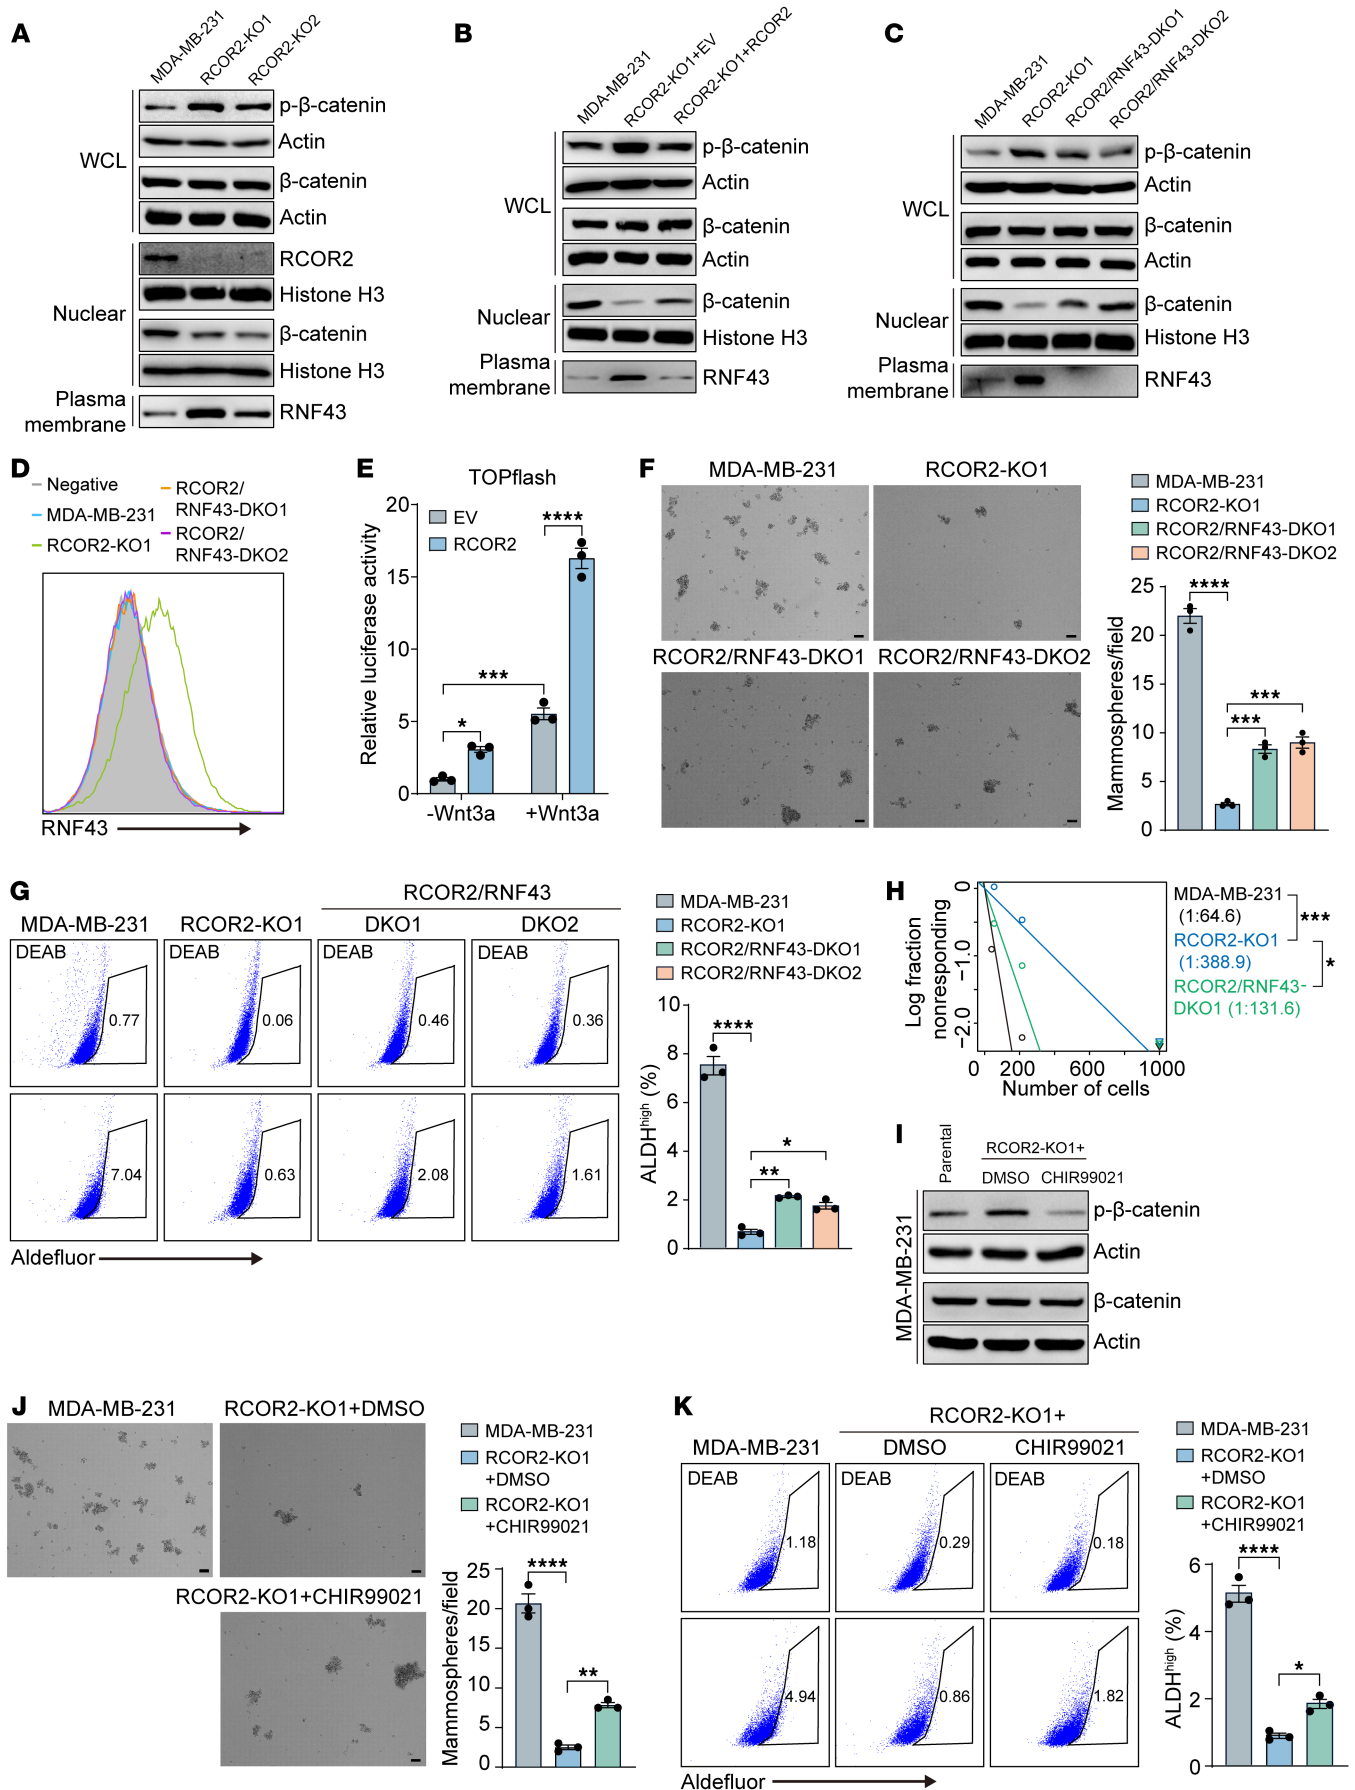 A
MDA-MB-231
RCOR2-KO1
RCOR2-KO2
WCL
p-β-catenin
Actin
β-catenin
Actin
Nuclear
RCOR2
Histone H3
β-catenin
Histone H3
Plasma
membrane
RNF43
B
MDA-MB-231
RCOR2-KO1+EV
RCOR2-KO1+RCOR2
WCL
p-β-catenin
Actin
β-catenin
Actin
Nuclear
β-catenin
Histone H3
Plasma
membrane
RNF43
C
MDA-MB-231
RCOR2-KO1
RCOR2/RNF43-DKO1
RCOR2/RNF43-DKO2
WCL
p-β-catenin
Actin
β-catenin
Actin
Nuclear
β-catenin
Histone H3
Plasma
membrane
RNF43
D
Negative
MDA-MB-231
RCOR2-KO1
RCOR2/
RNF43-DKO1
RCOR2/
RNF43-DKO2
RNF43
E
TOPflash
EV
RCOR2
Relative luciferase activity
20
15
10
5
0
*
***
****
-Wnt3a
+Wnt3a
F
MDA-MB-231
RCOR2-KO1
RCOR2/RNF43-DKO1
RCOR2/RNF43-DKO2
MDA-MB-231
RCOR2-KO1
RCOR2/RNF43-DKO1
RCOR2/RNF43-DKO2
Mammospheres/field
25
20
15
10
5
0
****
***
***
G
RCOR2/RNF43
MDA-MB-231
RCOR2-KO1
DKO1
DKO2
DEAB
0.77
DEAB
0.06
DEAB
0.46
DEAB
0.36
7.04
0.63
2.08
1.61
Aldefluor
MDA-MB-231
RCOR2-KO1
RCOR2/RNF43-DKO1
RCOR2/RNF43-DKO2
ALDHhigh (%)
10
8
6
4
2
0
****
*
**
H
Log fraction
nonresponding
0
-1.0
-2.0
0
200
600
1000
Number of cells
MDA-MB-231
(1:64.6)
RCOR2-KO1
(1:388.9)
RCOR2/RNF43-
DKO1 (1:131.6)
***
*
I
Parental
RCOR2-KO1+
DMSO
CHIR99021
MDA-MB-231
p-β-catenin
Actin
β-catenin
Actin
J
MDA-MB-231
RCOR2-KO1+DMSO
RCOR2-KO1+CHIR99021
MDA-MB-231
RCOR2-KO1
+DMSO
RCOR2-KO1
+CHIR99021
Mammospheres/field
25
20
15
10
5
0
****
**
K
RCOR2-KO1+
MDA-MB-231
DMSO
CHIR99021
DEAB
1.18
DEAB
0.29
DEAB
0.18
4.94
0.86
1.82
Aldefluor
MDA-MB-231
RCOR2-KO1
+DMSO
RCOR2-KO1
+CHIR99021
ALDHhigh (%)
6
4
2
0
****
*